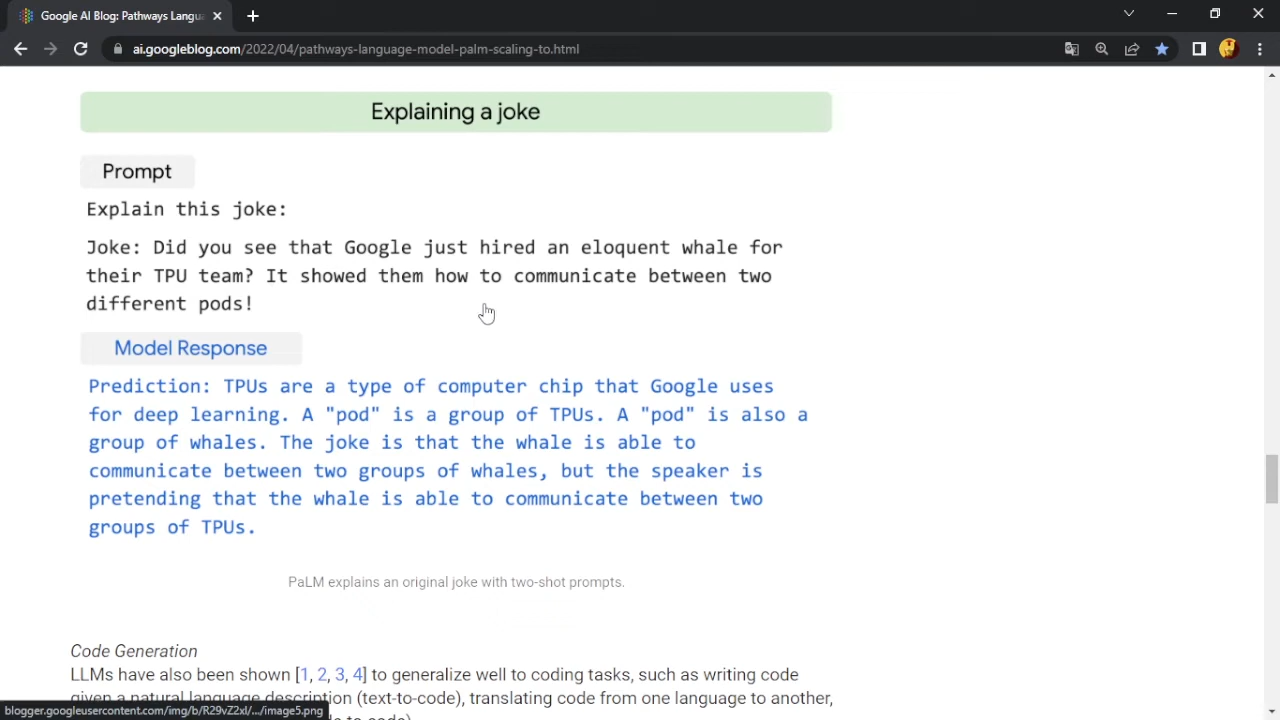 Google AI Blog: Pathways Langu
ai.googleblog.com/2022/04/pathways-language-model-palm-scaling-to.html
Explaining a joke
Prompt
Explain this joke:
Joke: Did you see that Google just hired an eloquent whale for
their TPU team? It showed them how to communicate between two
different pods!
Model Response
Prediction: TPUs are a type of computer chip that Google uses
for deep learning. A "pod" is a group of TPUs. A "pod" is also a
group of whales. The joke is that the whale is able to
communicate between two groups of whales, but the speaker is
pretending that the whale is able to communicate between two
groups of TPUs.
PaLM explains an original joke with two-shot prompts.
Code Generation
LLMs have also been shown [1, 2, 3, 4] to generalize well to coding tasks, such as writing code
given a natural language description (text-to-code), translating code from one language to another,
blogger.googleusercontent.com/img/b/R29vZ2xl/.../image5.png